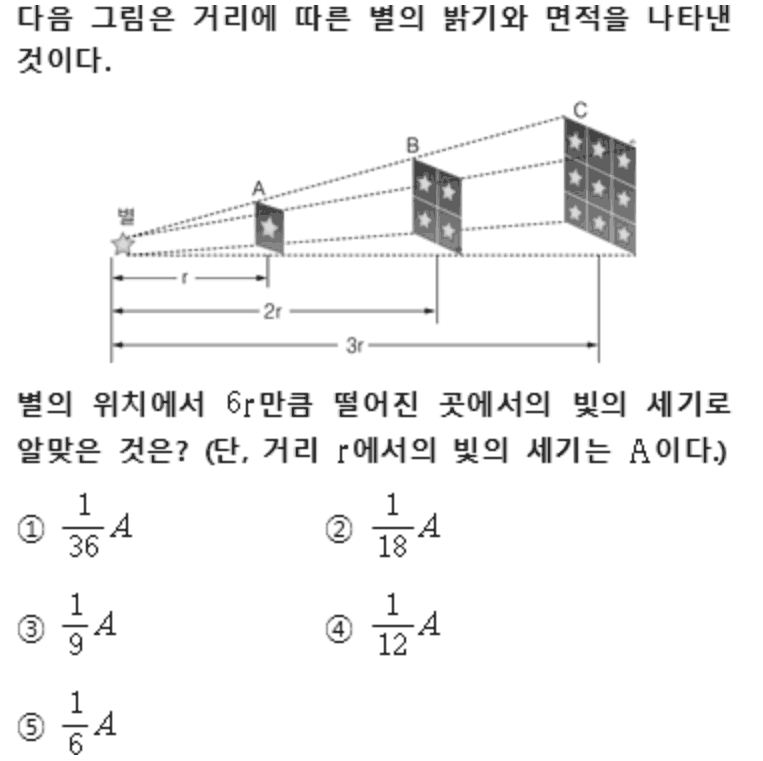 다음 그림은 거리에 따른 별의 밝기와 면적을 나타낸
것이다.
C
B
A
별
r
2r
3r
별의 위치에서 6r만큼 떨어진 곳에서의 빛의 세기로
알맞은 것은? (단, 거리 r에서의 빛의 세기는 A이다.)
① 1/36 A ② 1/18 A
③ 1/9 A ④ 1/12 A
⑤ 1/6 A